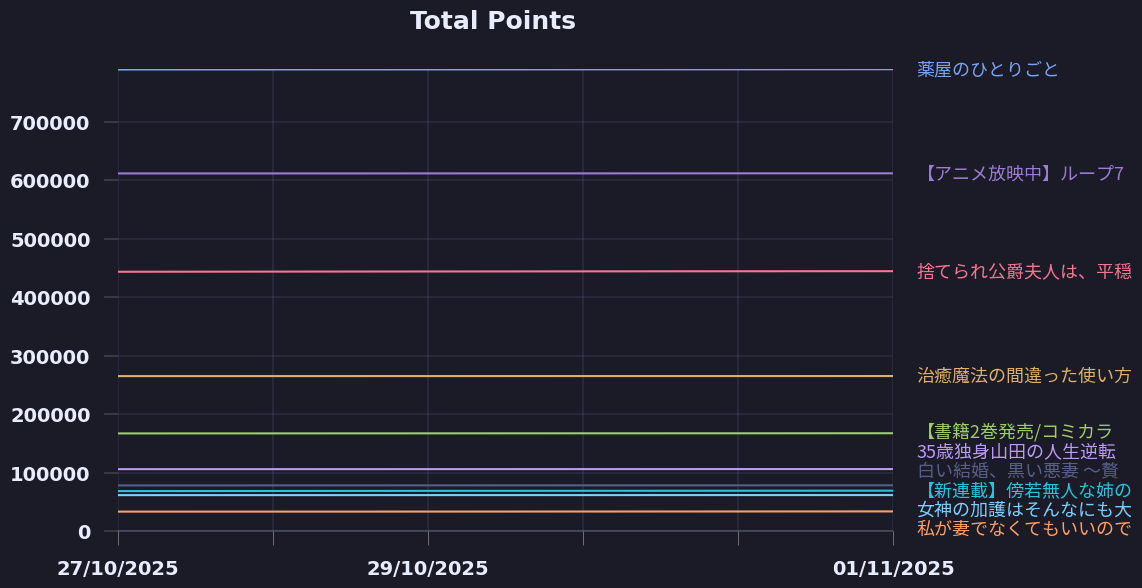 Total Points
薬屋のひとりごと
700000
【アニメ放映中】ループ7
600000
500000
捨てられ公爵夫人は、平穏
400000
300000
治癒魔法の間違った使い方
200000
【書籍2巻発売/コミカラ
35歳独身山田の人生逆転
100000
白い結婚、黒い悪妻 ～贅
【新連載】傍若無人な姉の
女神の加護はそんなにも大
私が妻でなくてもいいので
0
27/10/2025
29/10/2025
01/11/2025